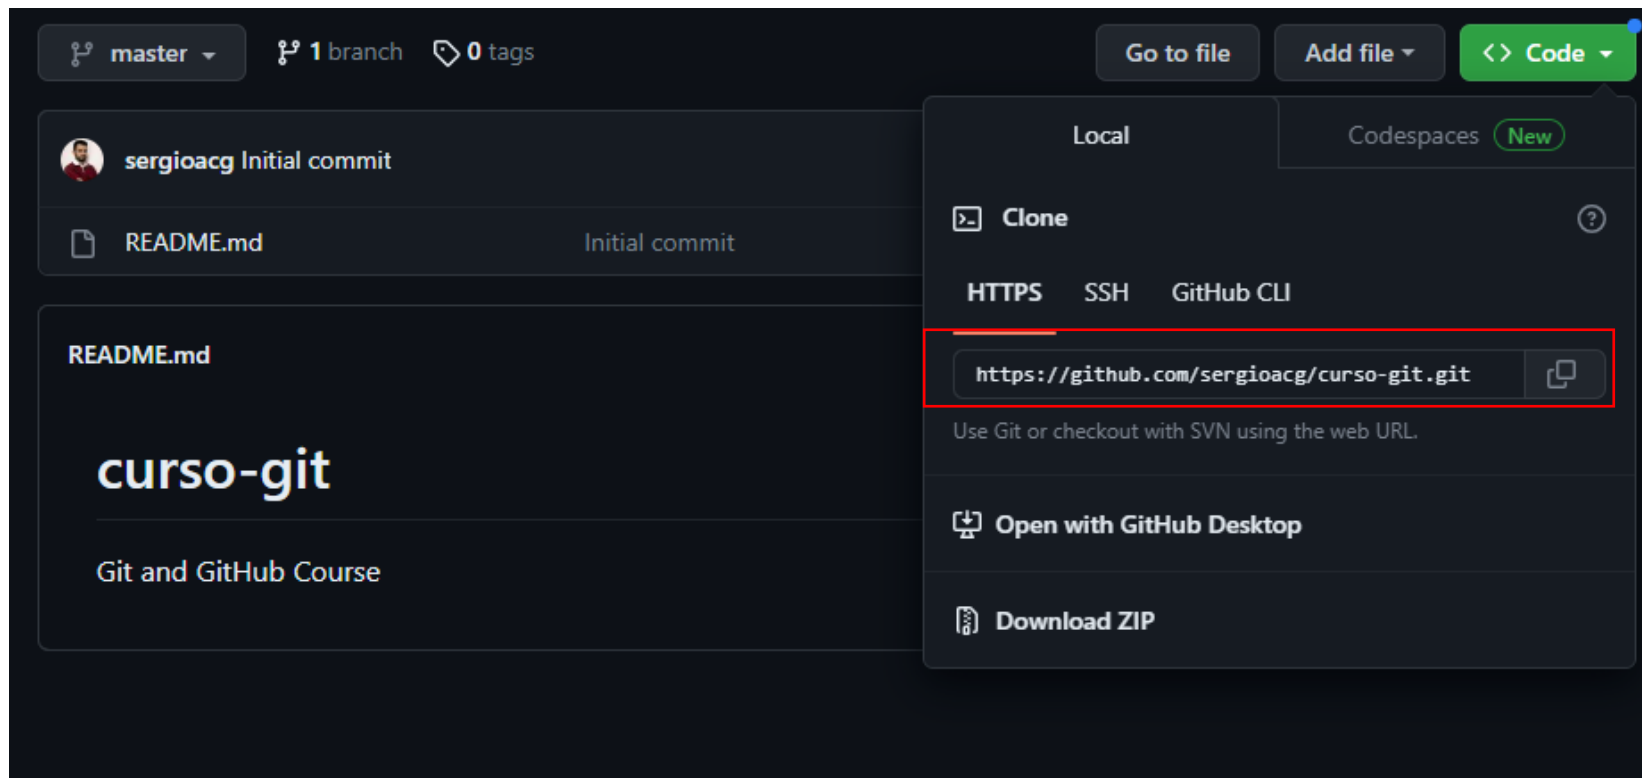 master 1 branch 0 tags Go to file Add file Code
sergioacg Initial commit
README.md Initial commit
README.md
curso-git
Git and GitHub Course
Local Codespaces New
Clone
HTTPS SSH GitHub CLI
https://github.com/sergioacg/curso-git.git
Use Git or checkout with SVN using the web URL.
Open with GitHub Desktop
Download ZIP